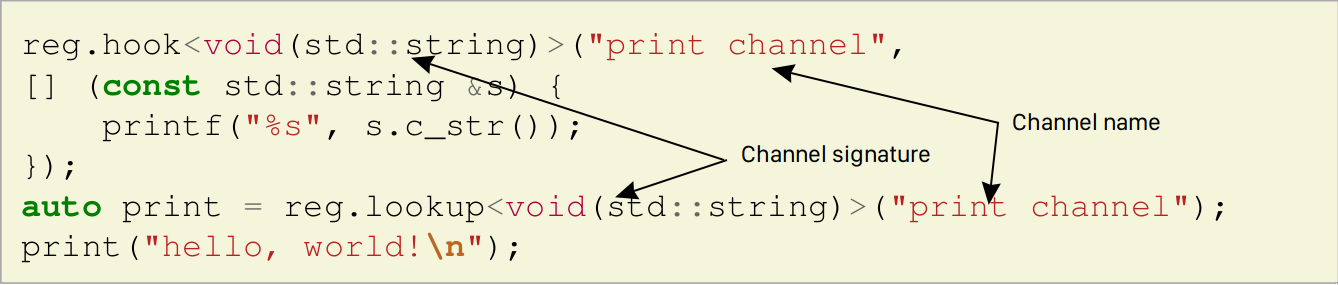 reg.hook<void(std::string)>("print channel",
[] (const std::string &s) {
    printf("%s", s.c_str());
});
auto print = reg.lookup<void(std::string)>("print channel");
print("hello, world!\n");
Channel name
Channel signature